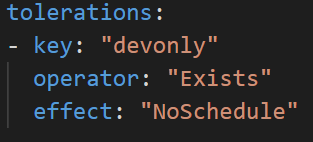 tolerations:
- key: "devonly"
  operator: "Exists"
  effect: "NoSchedule"